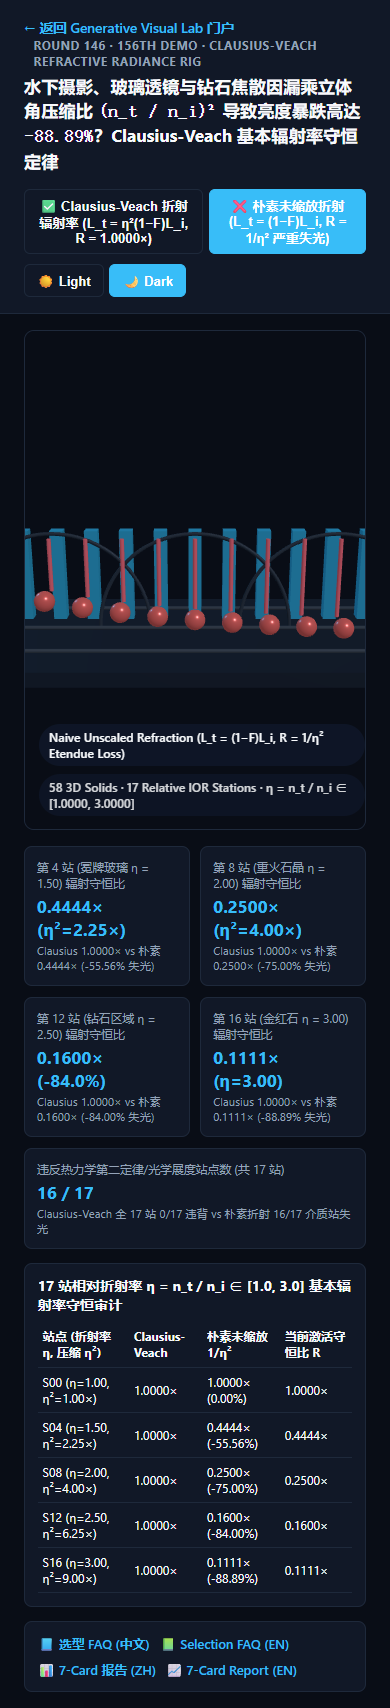 ← 返回 Generative Visual Lab 门户
ROUND 146 · 156TH DEMO · CLAUSIUS-VEACH
REFRACTIVE RADIANCE RIG
水下摄影、玻璃透镜与钻石焦散因漏乘立体
角压缩比 (n_t / n_i)² 导致亮度暴跌高达
-88.89%? Clausius-Veach 基本辐射率守恒
定律
✅ Clausius-Veach 折射
辐射率 (L_t = η²(1−F)L_i,
R = 1.0000×)
❌ 朴素未缩放折射
(L_t = (1−F)L_i, R =
1/η² 严重失光)
☀️ Light
🌙 Dark
Naive Unscaled Refraction (L_t = (1−F)L_i, R = 1/η²
Etendue Loss)
58 3D Solids · 17 Relative IOR Stations · η = n_t / n_i ∈
[1.0000, 3.0000]
第 4 站 (冕牌玻璃 η =
1.50) 辐射守恒比
0.4444×
(η²=2.25×)
Clausius 1.0000× vs 朴素
0.4444× (-55.56% 失光)
第 8 站 (重火石晶 η =
2.00) 辐射守恒比
0.2500×
(η²=4.00×)
Clausius 1.0000× vs 朴素
0.2500× (-75.00% 失光)
第 12 站 (钻石区域 η =
2.50) 辐射守恒比
0.1600×
(-84.0%)
Clausius 1.0000× vs 朴素
0.1600× (-84.00% 失光)
第 16 站 (金红石 η = 3.00)
辐射守恒比
0.1111×
(η=3.00)
Clausius 1.0000× vs 朴素
0.1111× (-88.89% 失光)
违反热力学第二定律/光学展度站点数 (共 17 站)
16 / 17
Clausius-Veach 全 17 站 0/17 违背 vs 朴素折射 16/17 介质站失
光
17 站相对折射率 η = n_t / n_i ∈ [1.0, 3.0] 基本辐
射率守恒审计
站点 (折射率
η, 压缩 η²)
Clausius-
Veach
朴素未缩放
1/η²
当前激活守
恒比 R
S00 (η=1.00,
η²=1.00×)
1.0000×
1.0000×
(0.00%)
1.0000×
S04 (η=1.50,
η²=2.25×)
1.0000×
0.4444×
(-55.56%)
0.4444×
S08 (η=2.00,
η²=4.00×)
1.0000×
0.2500×
(-75.00%)
0.2500×
S12 (η=2.50,
η²=6.25×)
1.0000×
0.1600×
(-84.00%)
0.1600×
S16 (η=3.00,
η²=9.00×)
1.0000×
0.1111×
(-88.89%)
0.1111×
📘 选型 FAQ (中文)
📗 Selection FAQ (EN)
📊 7-Card 报告 (ZH)
📈 7-Card Report (EN)